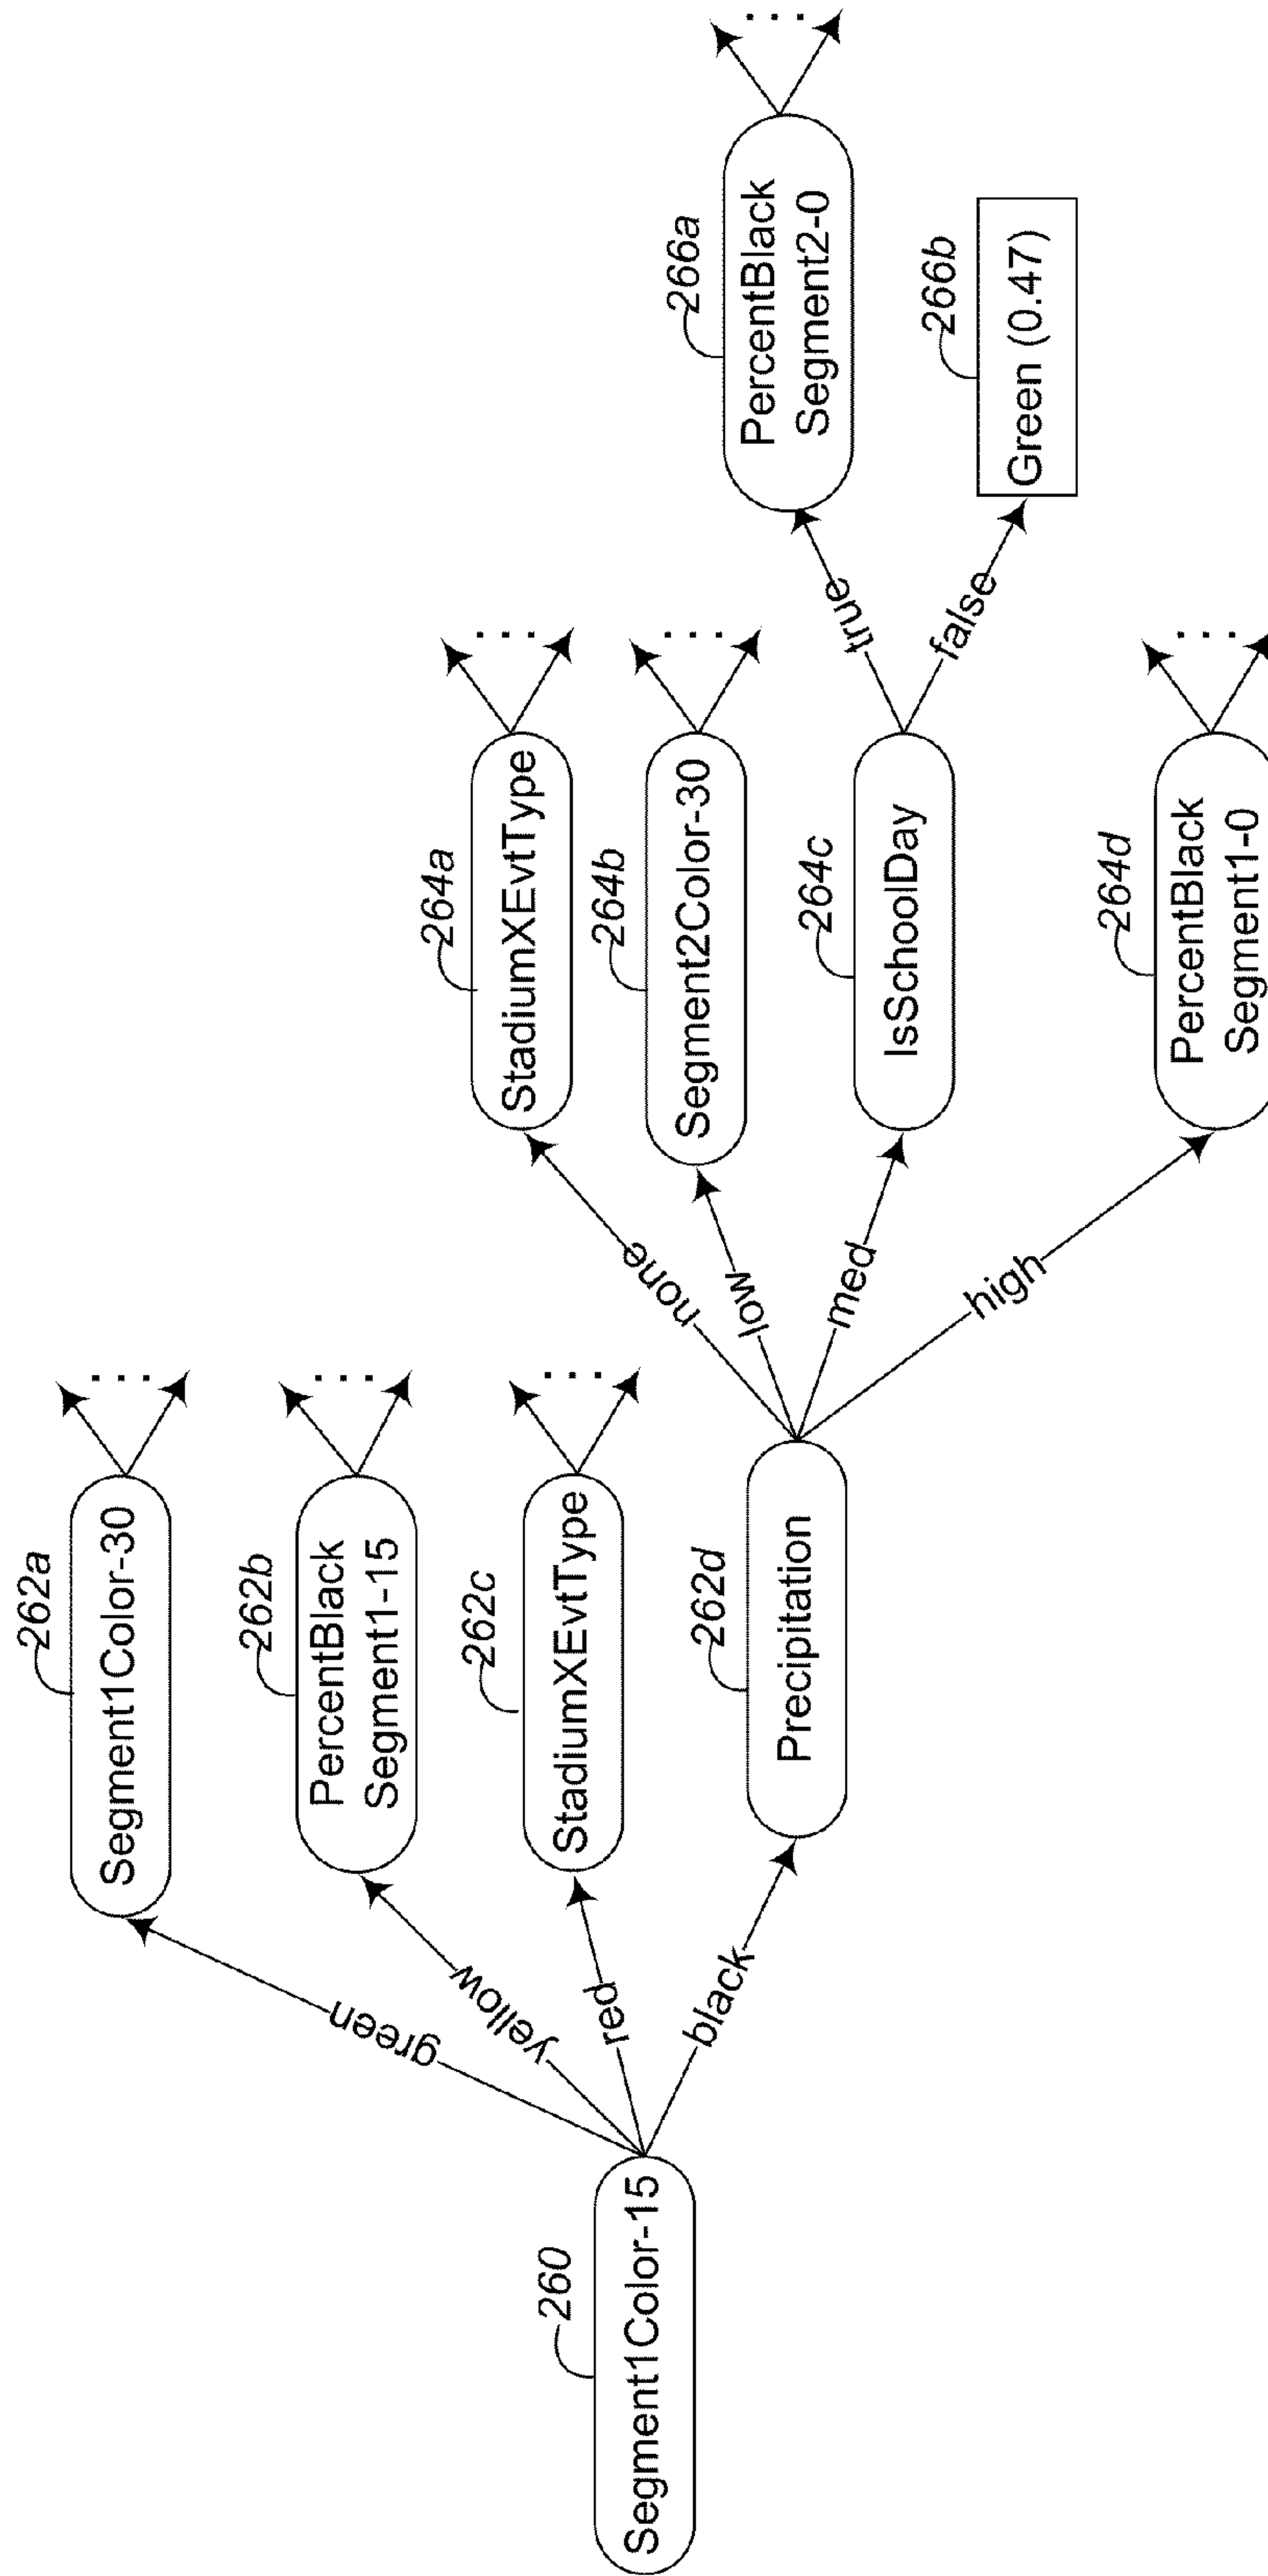 260
Segment1Color-15
green
yellow
red
black
262a
Segment1Color-30
...
262b
PercentBlack
Segment1-15
...
262c
StadiumXEvtType
...
262d
Precipitation
none
low
med
high
264a
StadiumXEvtType
...
264b
Segment2Color-30
...
264c
IsSchoolDay
264d
PercentBlack
Segment1-0
...
true
false
266a
PercentBlack
Segment2-0
...
266b
Green (0.47)